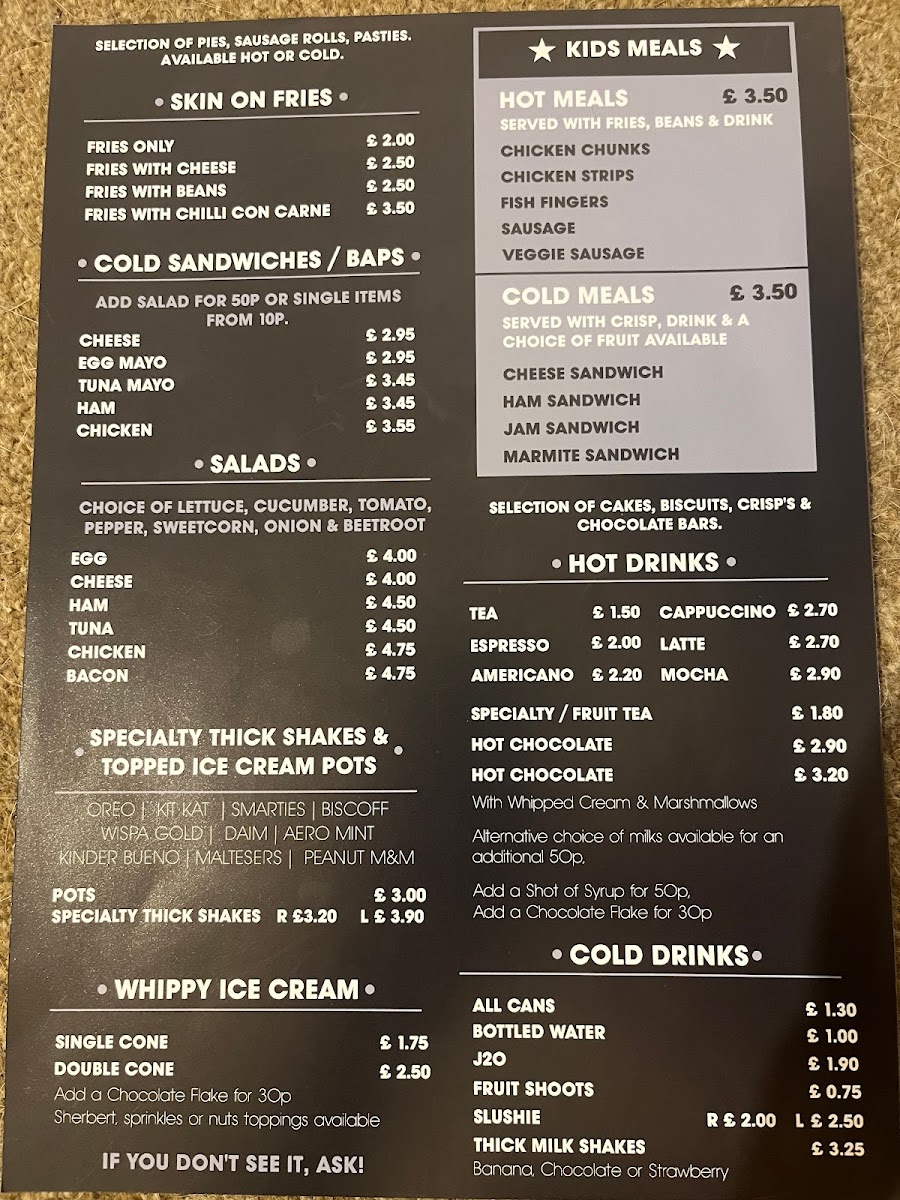 SELECTION OF PIES, SAUSAGE ROLLS, PASTIES.
AVAILABLE HOT OR COLD.
• SKIN ON FRIES •
FRIES ONLY £ 2.00
FRIES WITH CHEESE £ 2.50
FRIES WITH BEANS £ 2.50
FRIES WITH CHILLI CON CARNE £ 3.50
• COLD SANDWICHES / BAPS •
ADD SALAD FOR 50P OR SINGLE ITEMS
FROM 10P.
CHEESE £ 2.95
EGG MAYO £ 2.95
TUNA MAYO £ 3.45
HAM £ 3.45
CHICKEN £ 3.55
• SALADS •
CHOICE OF LETTUCE, CUCUMBER, TOMATO,
PEPPER, SWEETCORN, ONION & BEETROOT
EGG £ 4.00
CHEESE £ 4.00
HAM £ 4.50
TUNA £ 4.50
CHICKEN £ 4.75
BACON £ 4.75
• SPECIALTY THICK SHAKES &
TOPPED ICE CREAM POTS •
OREO | KIT KAT | SMARTIES | BISCOFF
WISPA GOLD | DAIM | AERO MINT
KINDER BUENO | MALTESERS | PEANUT M&M
POTS £ 3.00
SPECIALTY THICK SHAKES R £3.20 L £ 3.90
• WHIPPY ICE CREAM •
SINGLE CONE £ 1.75
DOUBLE CONE £ 2.50
Add a Chocolate Flake for 30p
Sherbert, sprinkles or nuts toppings available
IF YOU DON'T SEE IT, ASK!
★ KIDS MEALS ★
HOT MEALS £ 3.50
SERVED WITH FRIES, BEANS & DRINK
CHICKEN CHUNKS
CHICKEN STRIPS
FISH FINGERS
SAUSAGE
VEGGIE SAUSAGE
COLD MEALS £ 3.50
SERVED WITH CRISP, DRINK & A
CHOICE OF FRUIT AVAILABLE
CHEESE SANDWICH
HAM SANDWICH
JAM SANDWICH
MARMITE SANDWICH
SELECTION OF CAKES, BISCUITS, CRISP'S &
CHOCOLATE BARS.
• HOT DRINKS •
TEA £ 1.50 CAPPUCCINO £ 2.70
ESPRESSO £ 2.00 LATTE £ 2.70
AMERICANO £ 2.20 MOCHA £ 2.90
SPECIALTY / FRUIT TEA £ 1.80
HOT CHOCOLATE £ 2.90
HOT CHOCOLATE £ 3.20
With Whipped Cream & Marshmallows
Alternative choice of milks available for an
additional 50p,
Add a Shot of Syrup for 50p,
Add a Chocolate Flake for 30p
• COLD DRINKS •
ALL CANS £ 1.30
BOTTLED WATER £ 1.00
J2O £ 1.90
FRUIT SHOOTS £ 0.75
SLUSHIE R £ 2.00 L £ 2.50
THICK MILK SHAKES £ 3.25
Banana, Chocolate or Strawberry